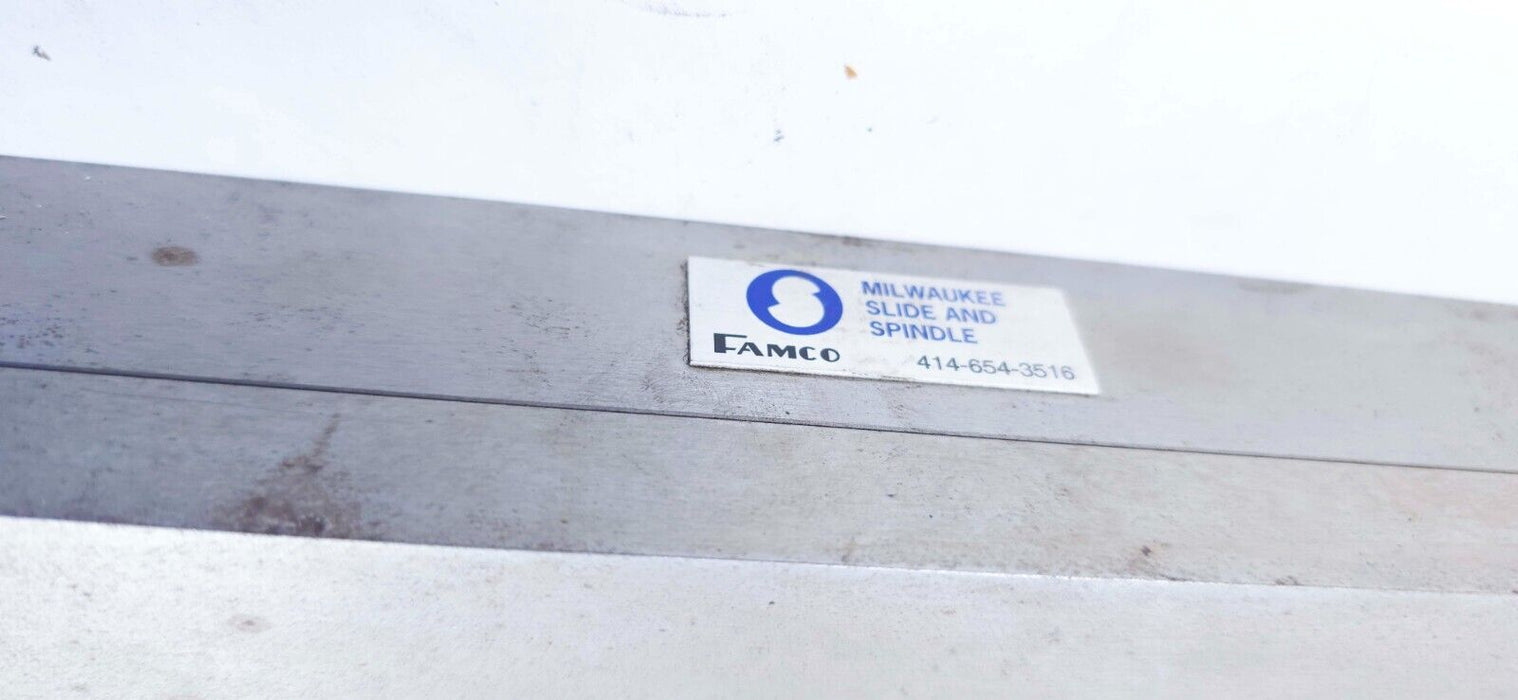 MILWAUKEE
SLIDE AND
SPINDLE
FAMCO
414-654-3516